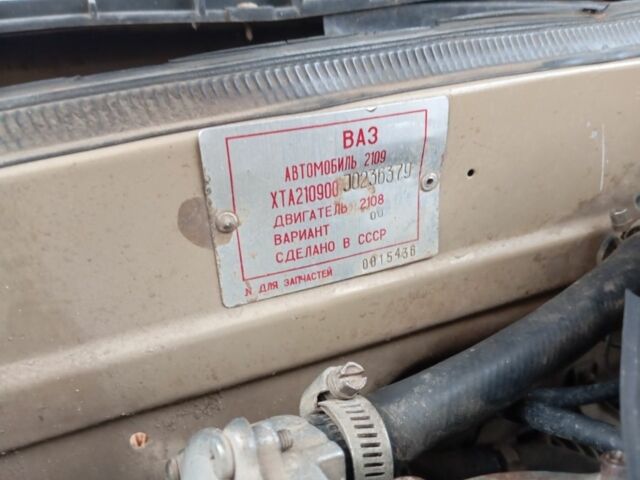 ВАЗ
АВТОМОБИЛЬ 2109
XTA210900J0236379
ДВИГАТЕЛЬ 2108
ВАРИАНТ 00
СДЕЛАНО В СССР
N ДЛЯ ЗАПЧАСТЕЙ 0015436